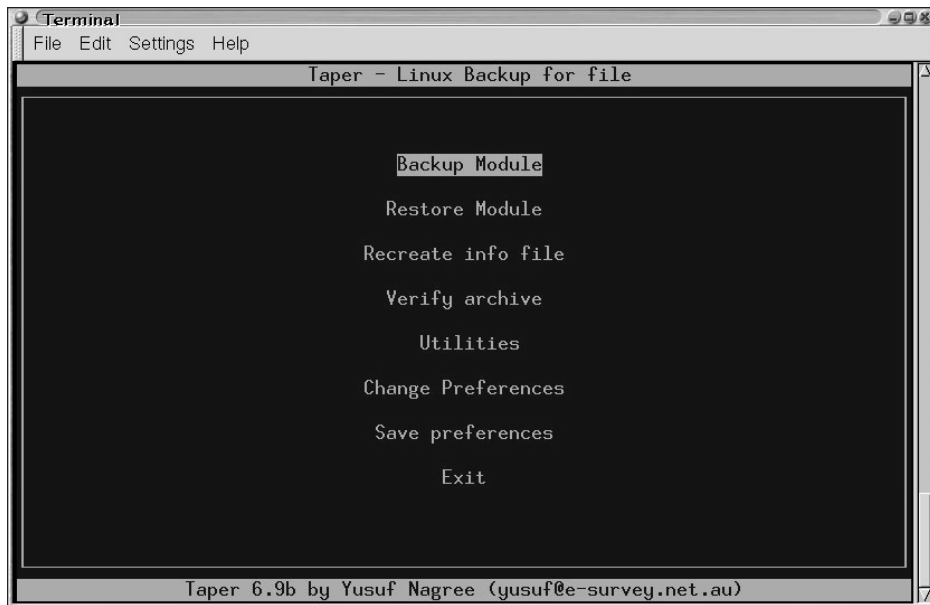 Terminal
File Edit Settings Help
Taper - Linux Backup for file
Backup Module
Restore Module
Recreate info file
Verify archive
Utilities
Change Preferences
Save preferences
Exit
Taper 6.9b by Yusuf Nagree (yusuf@e-survey.net.au)